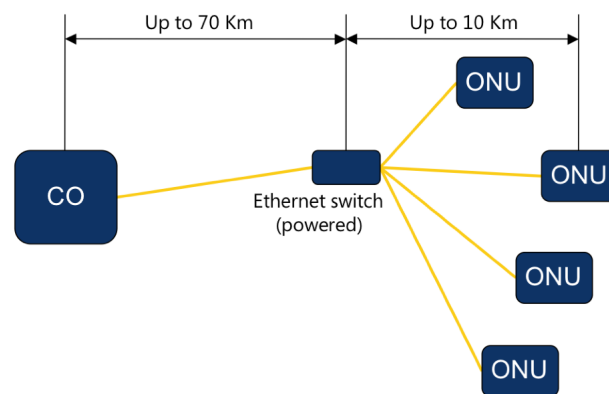 Up to 70 Km
Up to 10 Km
ONU
CO
ONU
Ethernet switch
(powered)
ONU
ONU